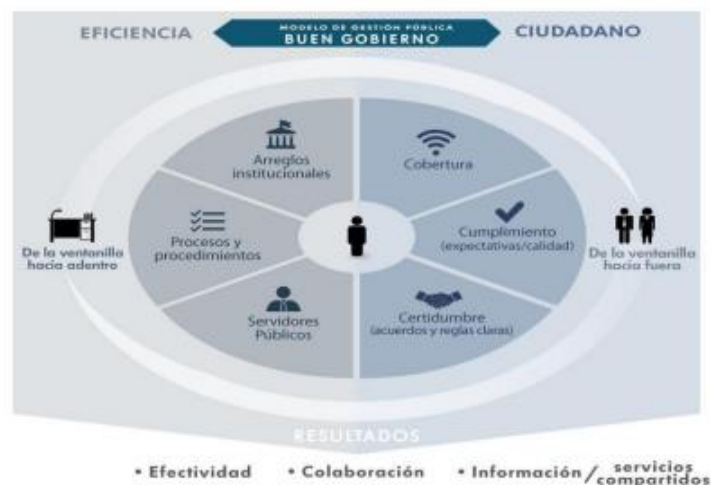 EFICIENCIA
MODELO DE GESTIÓN PÚBLICA
BUEN GOBIERNO
CIUDADANO
Arreglos
institucionales
Cobertura
De la ventanilla
hacia adentro
Procesos y
procedimientos
Cumplimiento
(expectativas/calidad)
De la ventanilla
hacia fuera
Servidores
Públicos
Certidumbre
(acuerdos y reglas claras)
RESULTADOS
• Efectividad
• Colaboración
• Información / servicios
compartidos